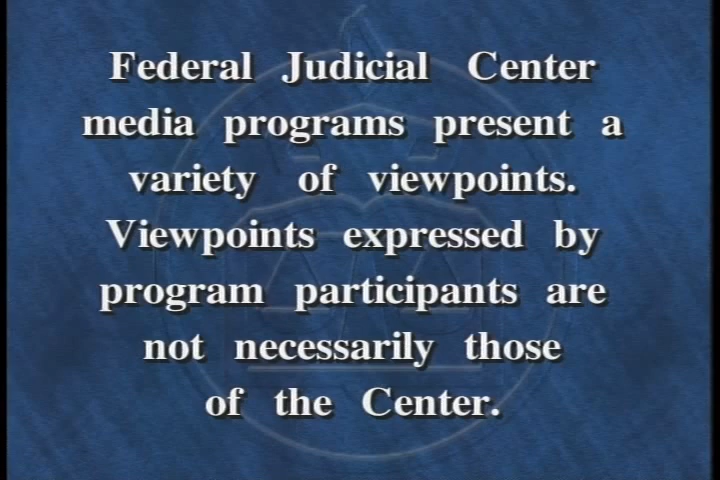 Federal Judicial Center
media programs present a
variety of viewpoints.
Viewpoints expressed by
program participants are
not necessarily those
of the Center.